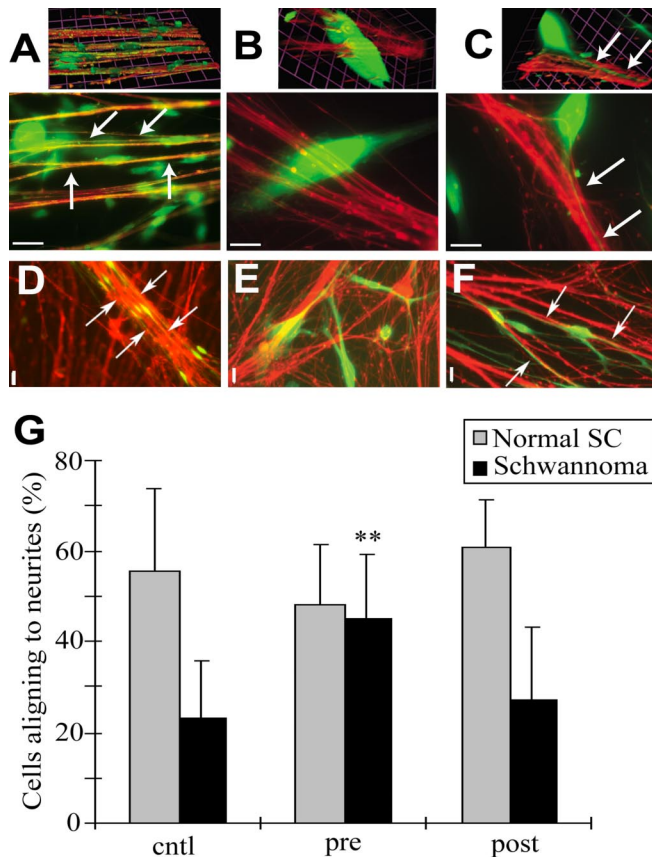 A
B
C
D
E
F
G
Normal SC
Schwannoma
Cells aligning to neurites (%)
80
60
40
20
0
**
cntl
pre
post